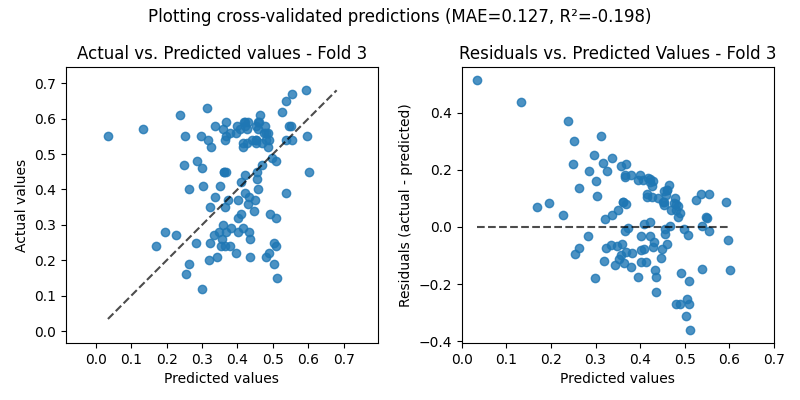 Plotting cross-validated predictions (MAE=0.127, R²=-0.198)
Actual vs. Predicted values - Fold 3
Actual values
0.7
0.6
0.5
0.4
0.3
0.2
0.1
0.0
0.0 0.1 0.2 0.3 0.4 0.5 0.6 0.7
Predicted values
Residuals vs. Predicted Values - Fold 3
Residuals (actual - predicted)
0.4
0.2
0.0
−0.2
−0.4
0.0 0.1 0.2 0.3 0.4 0.5 0.6 0.7
Predicted values